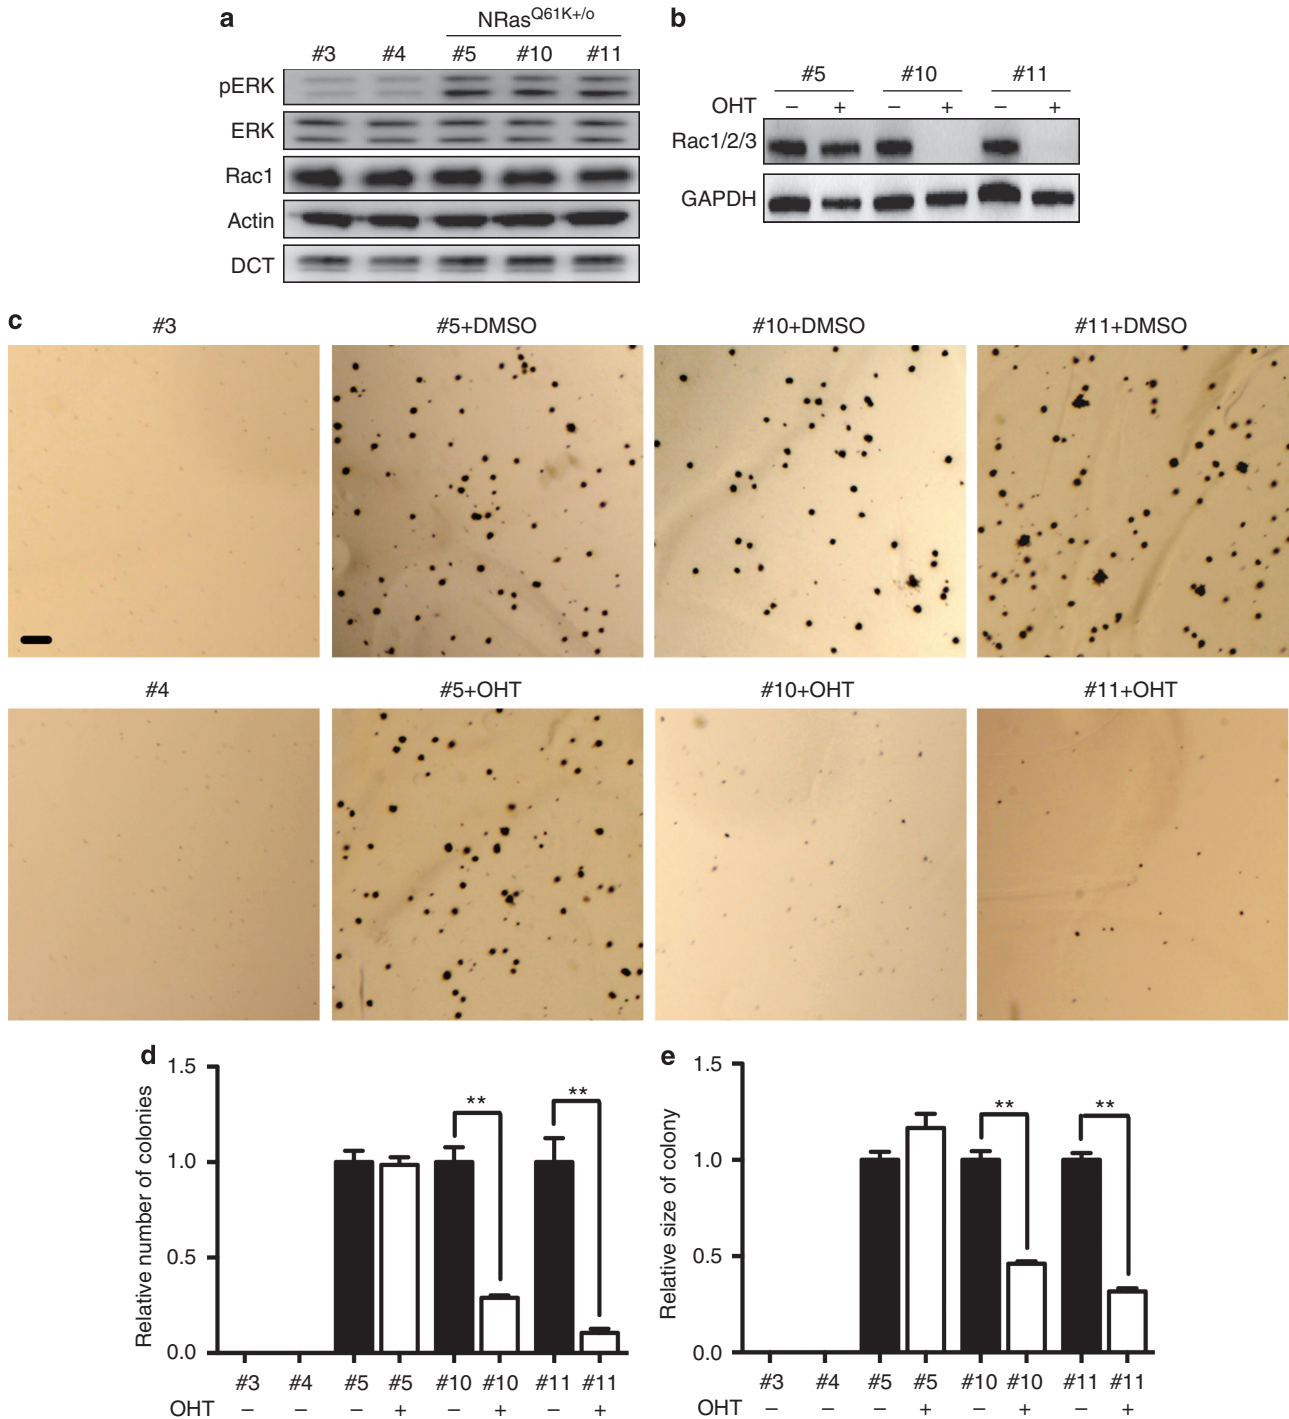 a
NRasQ61K+/o
#3 #4 #5 #10 #11
pERK
ERK
Rac1
Actin
DCT
b
#5 #10 #11
OHT – + – + – +
Rac1/2/3
GAPDH
c
#3 #5+DMSO #10+DMSO #11+DMSO
#4 #5+OHT #10+OHT #11+OHT
d
Relative number of colonies
1.5
1.0
0.5
0.0
** **
#3 #4 #5 #5 #10 #10 #11 #11
OHT – – – + – + – +
e
Relative size of colony
1.5
1.0
0.5
0.0
** **
#3 #4 #5 #5 #10 #10 #11 #11
OHT – – – + – + – +